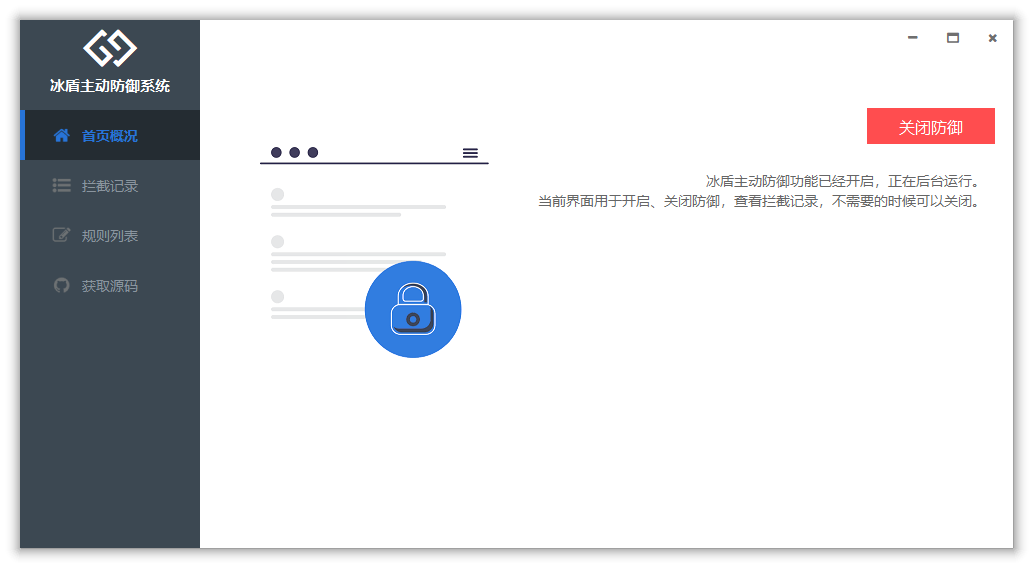 冰盾主动防御系统
首页概况
拦截记录
规则列表
获取源码
关闭防御
冰盾主动防御功能已经开启，正在后台运行。
当前界面用于开启、关闭防御，查看拦截记录，不需要的时候可以关闭。